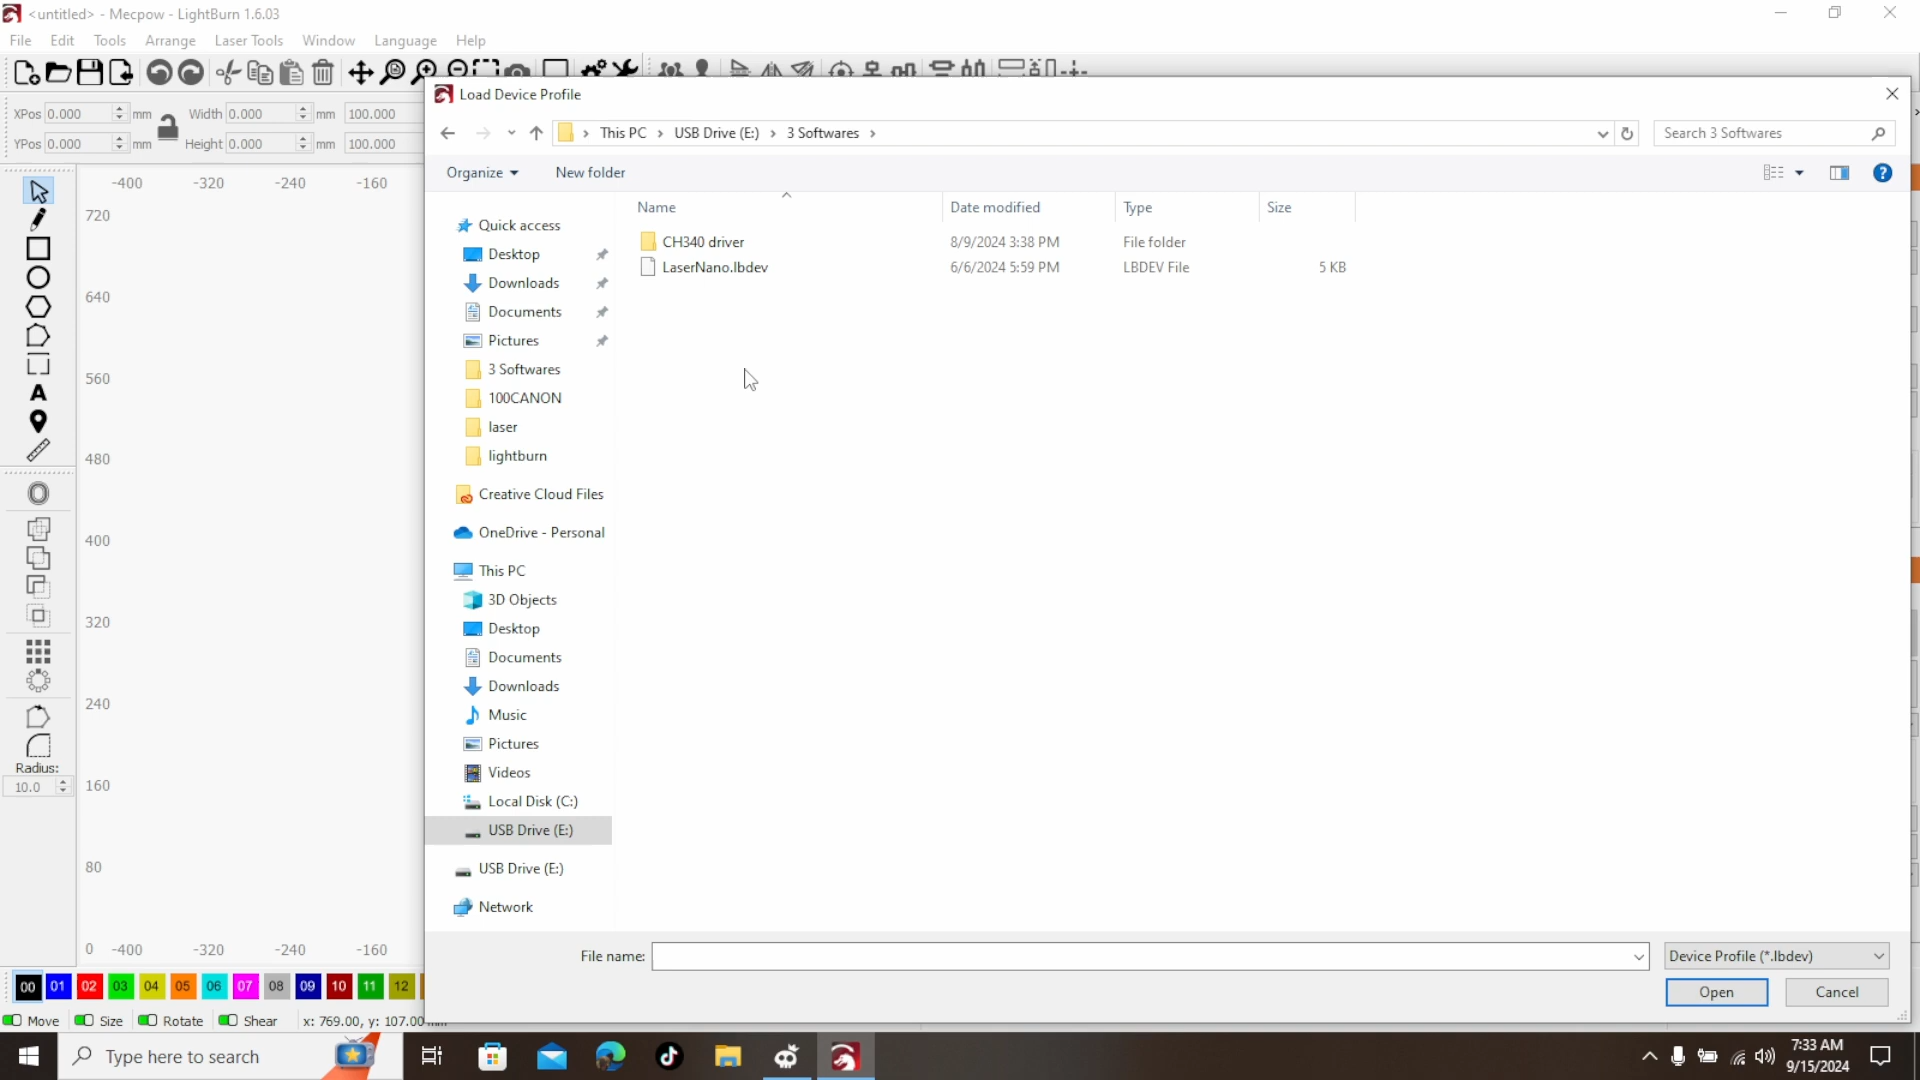 <untitled> - Mecpow - LightBurn 1.6.03
File Edit Tools Arrange Laser Tools Window Language Help
Load Device Profile
XPos 0.000 mm Width 0.000 mm 100.000
YPos 0.000 mm Height 0.000 mm 100.000
This PC > USB Drive (E:) > 3 Softwares >
Search 3 Softwares
Organize New folder
-400 -320 -240 -160
720
640
560
480
400
320
240
160
80
0 -400 -320 -240 -160
Radius:
10.0
Quick access
Desktop
Downloads
Documents
Pictures
3 Softwares
100CANON
laser
lightburn
Creative Cloud Files
OneDrive - Personal
This PC
3D Objects
Desktop
Documents
Downloads
Music
Pictures
Videos
Local Disk (C:)
USB Drive (E:)
USB Drive (E:)
Network
Name Date modified Type Size
CH340 driver 8/9/2024 3:38 PM File folder
LaserNano.lbdev 6/6/2024 5:59 PM LBDEV File 5 KB
File name: Device Profile (*.lbdev)
Open Cancel
00 01 02 03 04 05 06 07 08 09 10 11 12
Move Size Rotate Shear x: 769.00, y: 107.00 mm
Type here to search
7:33 AM
9/15/2024